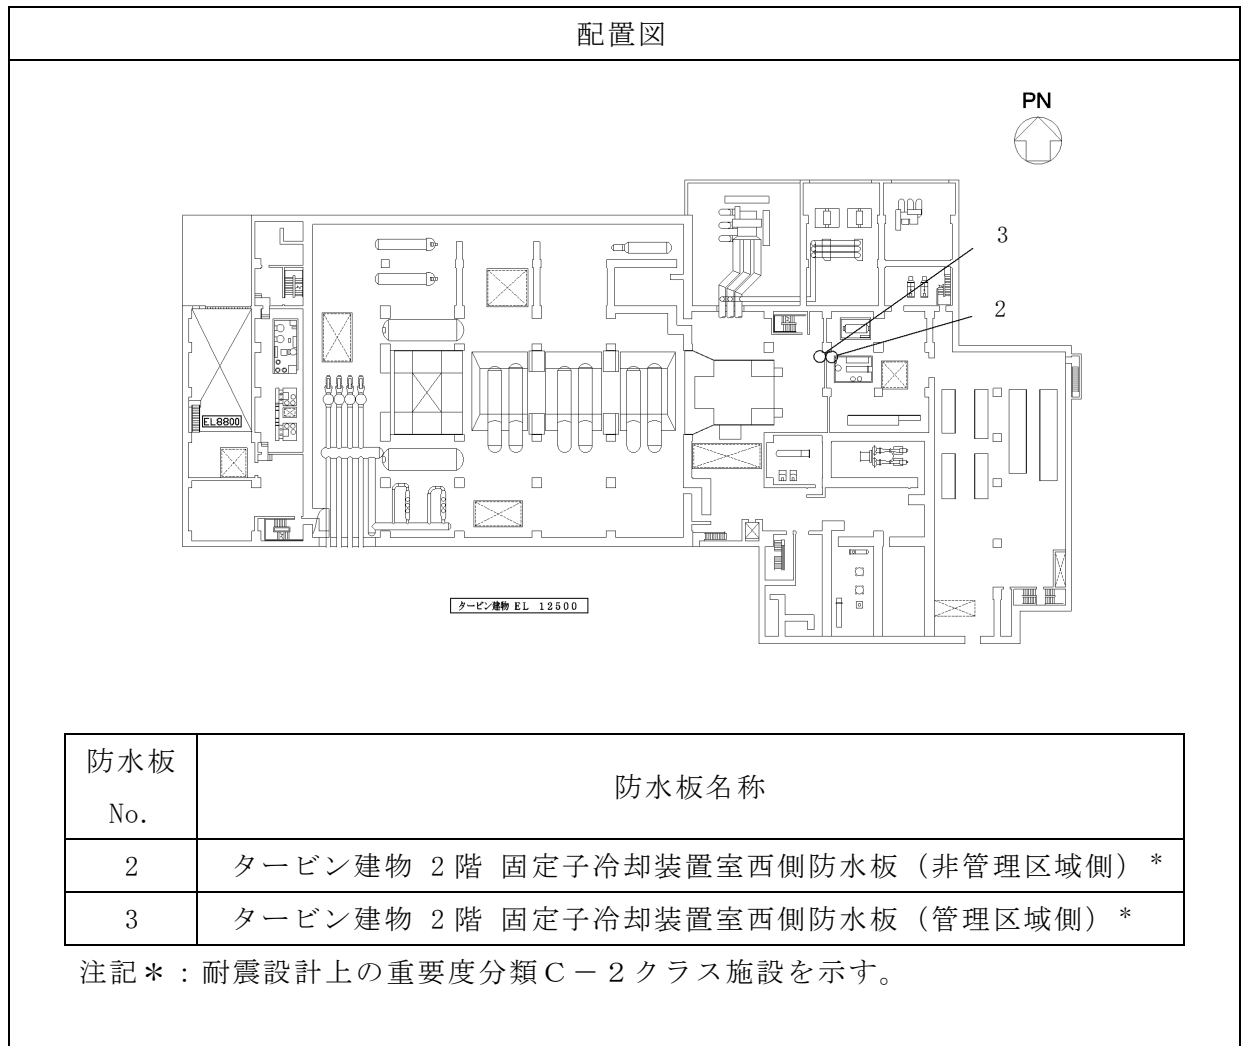 配置図
PN
3
2
EL8800
タービン建物 EL 12500
防水板
No.
防水板名称
2
タービン建物 2階 固定子冷却装置室西側防水板（非管理区域側）*
3
タービン建物 2階 固定子冷却装置室西側防水板（管理区域側）*
注記＊：耐震設計上の重要度分類Ｃ－２クラス施設を示す。